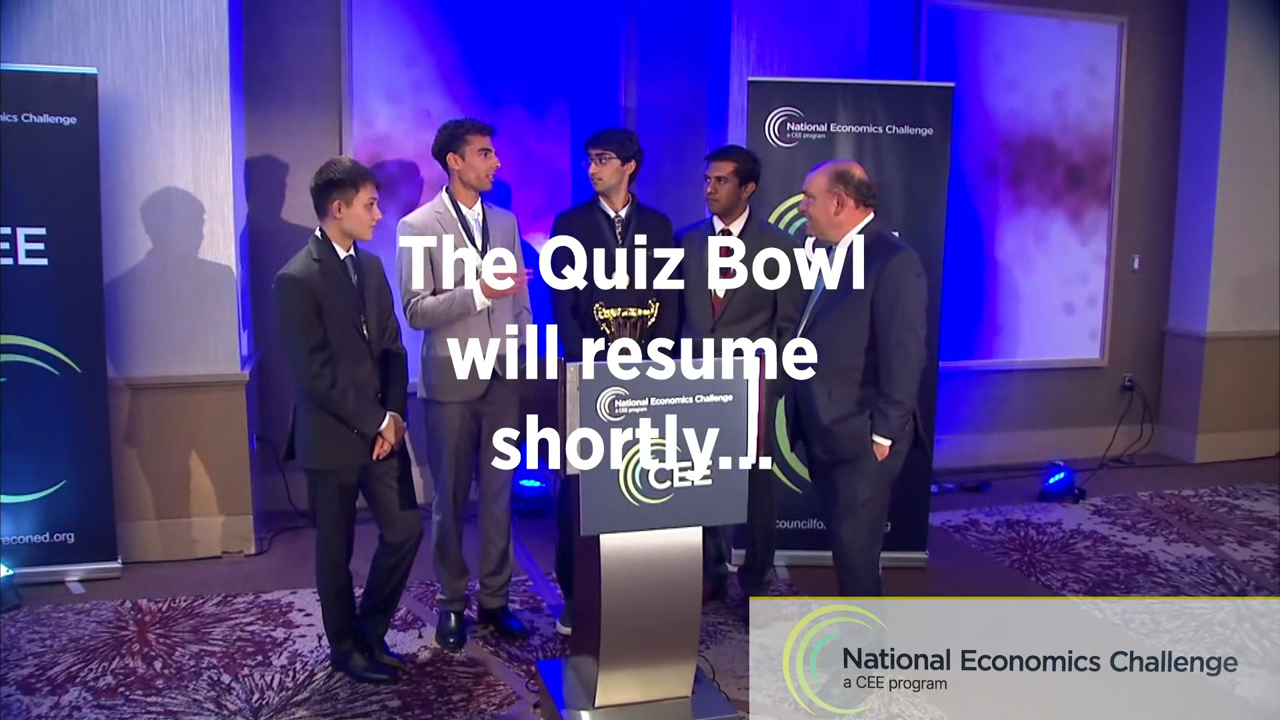 ics Challenge
EE
reconed.org
National Economics Challenge
a CEE program
The Quiz Bowl
will resume
shortly...
National Economics Challenge
a CEE program
CEE
councilfo
g
National Economics Challenge
a CEE program